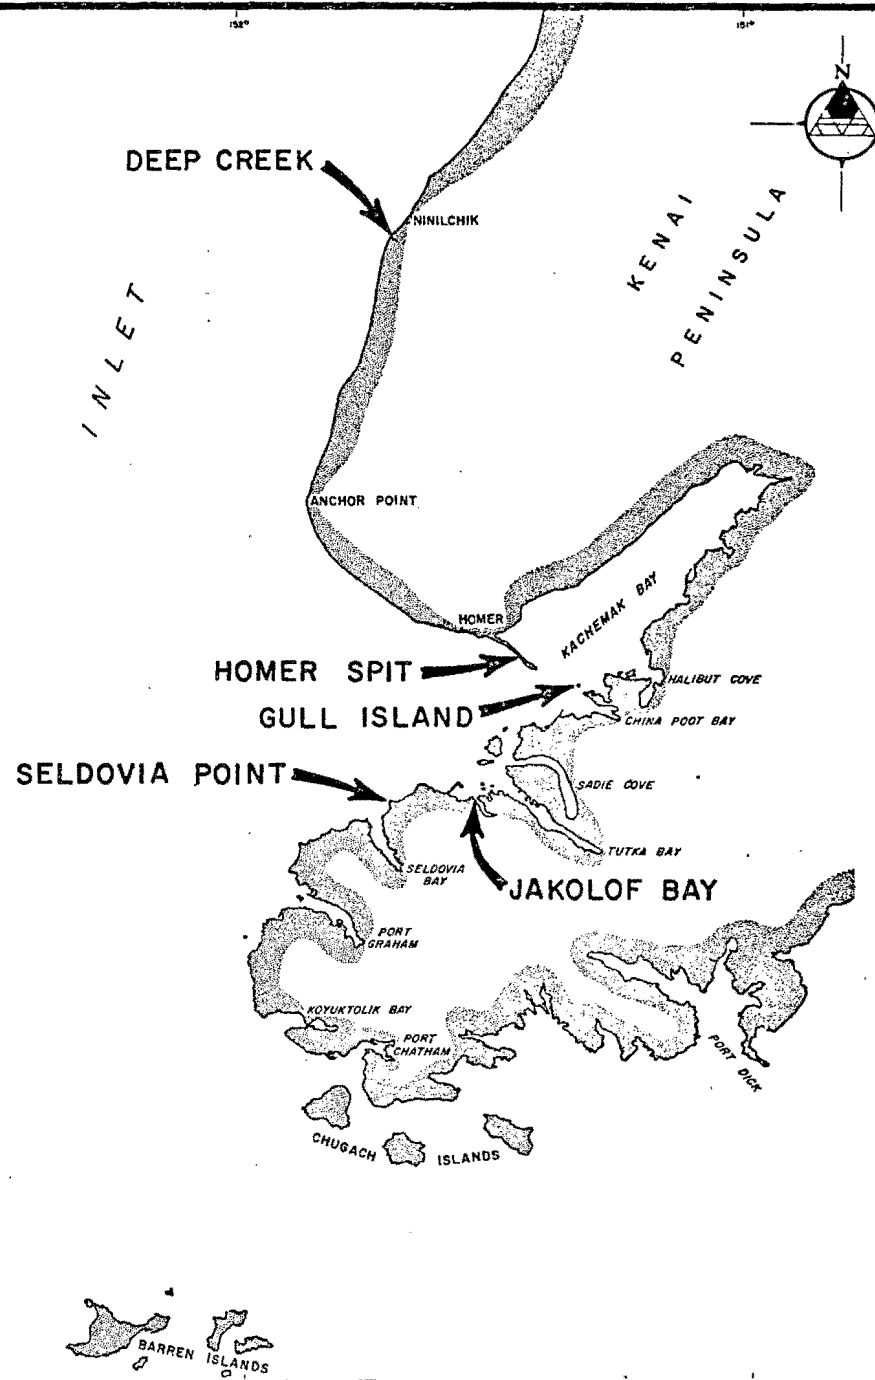 152°
151°
N
DEEP CREEK
NINILCHIK
KENAI
PENINSULA
INLET
ANCHOR POINT
HOMER
KACHEMAK BAY
HOMER SPIT
HALIBUT COVE
GULL ISLAND
CHINA POOT BAY
SELDOVIA POINT
SADIE COVE
TUTKA BAY
SELDOVIA
BAY
JAKOLOF BAY
PORT
GRAHAM
KOYUKTOLIK BAY
PORT
CHATHAM
PORT DICK
CHUGACH ISLANDS
BARREN ISLANDS